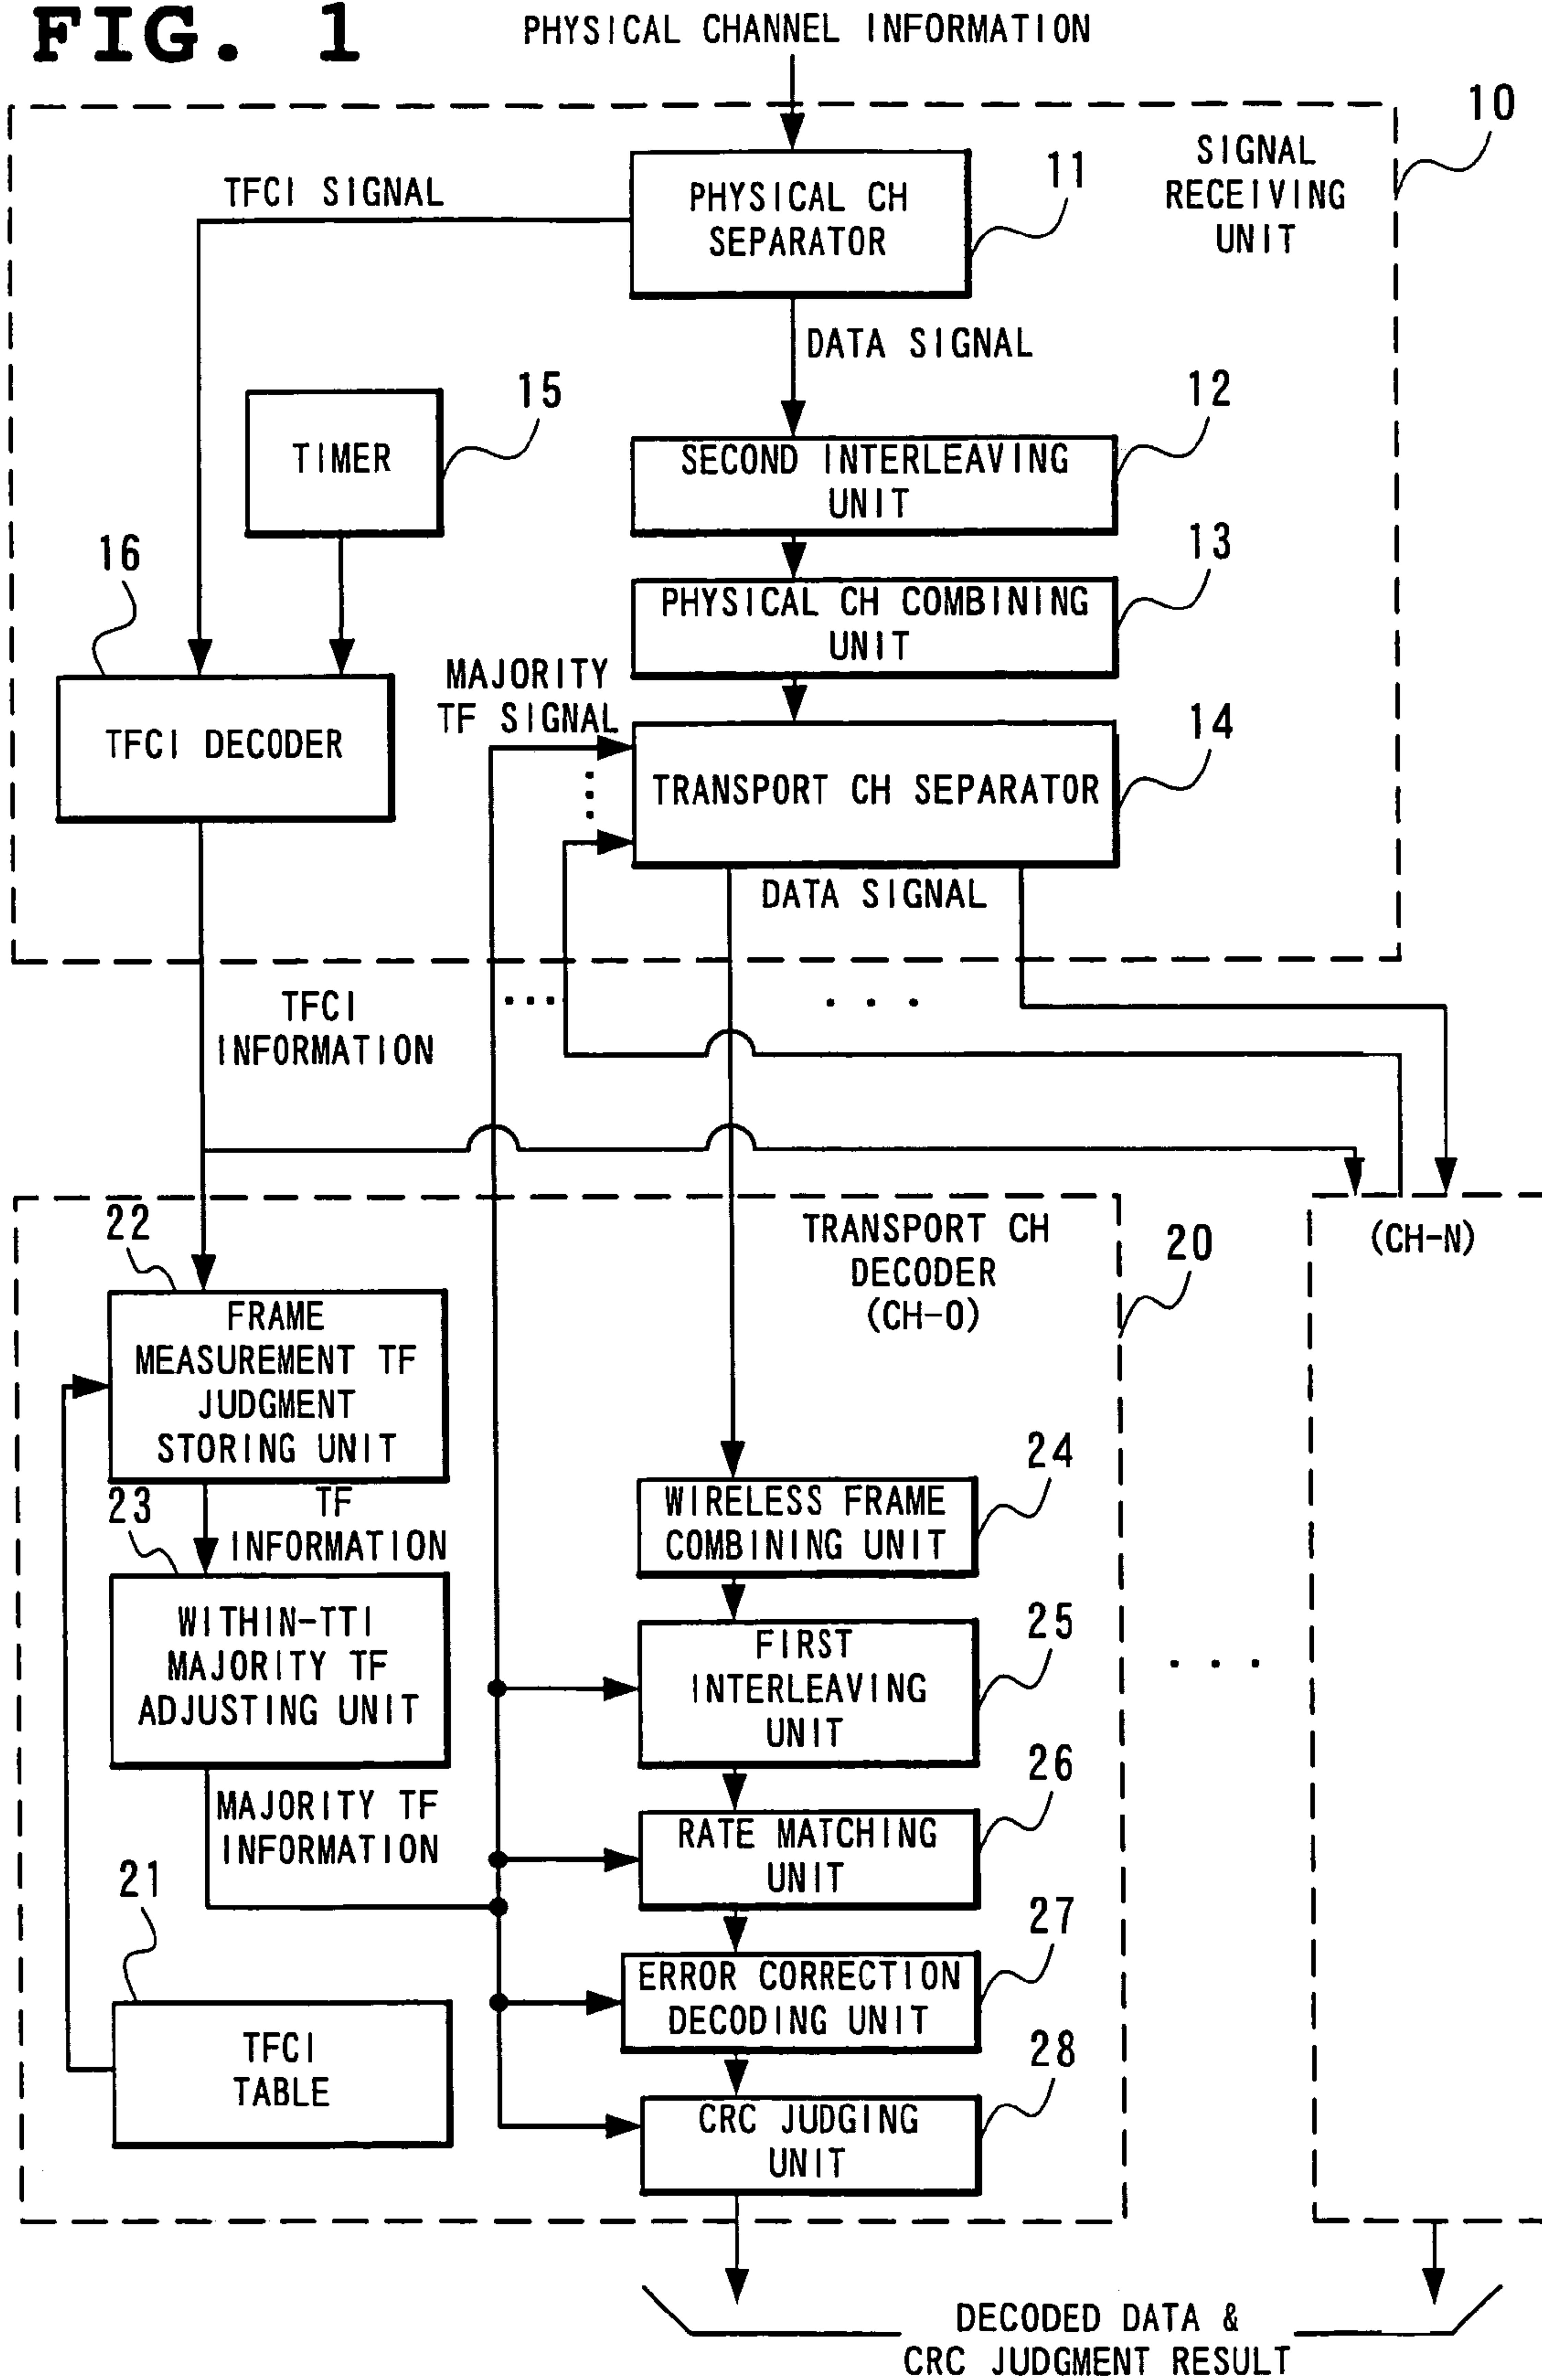 FIG. 1
PHYSICAL CHANNEL INFORMATION
10
SIGNAL
RECEIVING
UNIT
11
PHYSICAL CH
SEPARATOR
TFCI SIGNAL
DATA SIGNAL
15
TIMER
12
SECOND INTERLEAVING
UNIT
16
13
PHYSICAL CH COMBINING
UNIT
MAJORITY
TF SIGNAL
14
TFCI DECODER
TRANSPORT CH SEPARATOR
DATA SIGNAL
TFCI
INFORMATION
22
TRANSPORT CH
DECODER
(CH-0)
20
(CH-N)
FRAME
MEASUREMENT TF
JUDGMENT
STORING UNIT
23
TF
INFORMATION
24
WIRELESS FRAME
COMBINING UNIT
WITHIN-TTI
MAJORITY TF
ADJUSTING UNIT
25
FIRST
INTERLEAVING
UNIT
MAJORITY TF
INFORMATION
26
RATE MATCHING
UNIT
21
27
ERROR CORRECTION
DECODING UNIT
TFCI
TABLE
28
CRC JUDGING
UNIT
DECODED DATA &
CRC JUDGMENT RESULT